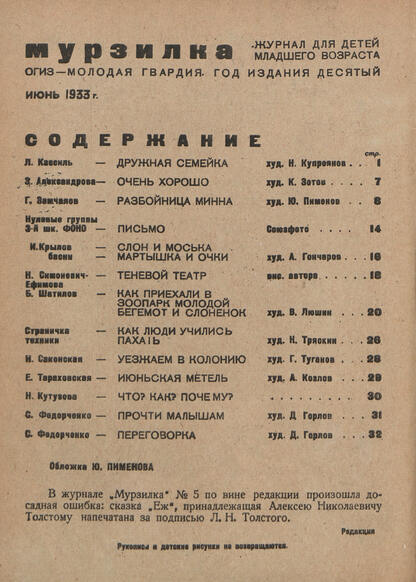 мурзилка
ЖУРНАЛ ДЛЯ ДЕТЕЙ
МЛАДШЕГО ВОЗРАСТА
ОГИЗ—МОЛОДАЯ ГВАРДИЯ. ГОД ИЗДАНИЯ ДЕСЯТЫЙ
ИЮНЬ 1933 г.
СОДЕРЖАНИЕ
стр.
Л. Кассиль — ДРУЖНАЯ СЕМЕЙКА худ. Н. Купреянов . . 1
З. Александрова — ОЧЕНЬ ХОРОШО худ. К. Зотов . . . 7
Г. Замчалов — РАЗБОЙНИЦА МИННА худ. Ю. Пименов . . 8
Нулевые группы
3-й шк. ФОНО — ПИСЬМО Союзфото . . . 14
И. Крылов — СЛОН И МОСЬКА
басни — МАРТЫШКА И ОЧКИ худ. А. Гончаров . 16
Н. Симонович- — ТЕНЕВОЙ ТЕАТР рис. автора . . . 18
Ефимова
Б. Шатилов — КАК ПРИЕХАЛИ В
ЗООПАРК МОЛОДОЙ
БЕГЕМОТ И СЛОНЕНОК худ. В. Люшин . . 20
Страничка — КАК ЛЮДИ УЧИЛИСЬ
техники ПАХАТЬ худ. Н. Тряскин . . 26
Н. Саконская — УЕЗЖАЕМ В КОЛОНИЮ худ. Г. Туганов . . 28
Е. Тараховская — ИЮНЬСКАЯ МЕТЕЛЬ худ. А. Козлов . . 29
Н. Кутузова — ЧТО? КАК? ПОЧЕМУ? . . . . . . . . 30
С. Федорченко — ПРОЧТИ МАЛЫШАМ худ. Д Горлов . . . 31
С. Федорченко — ПЕРЕГОВОРКА худ. Д. Горлов . . . 32
Обложка Ю. ПИМЕНОВА
В журнале „Мурзилка" № 5 по вине редакции произошла до-
садная ошибка: сказка „Еж", принадлежащая Алексею Николаевичу
Толстому напечатана за подписью Л. Н. Толстого.
Редакция
Рукописи и детские рисунки не возвращаются.